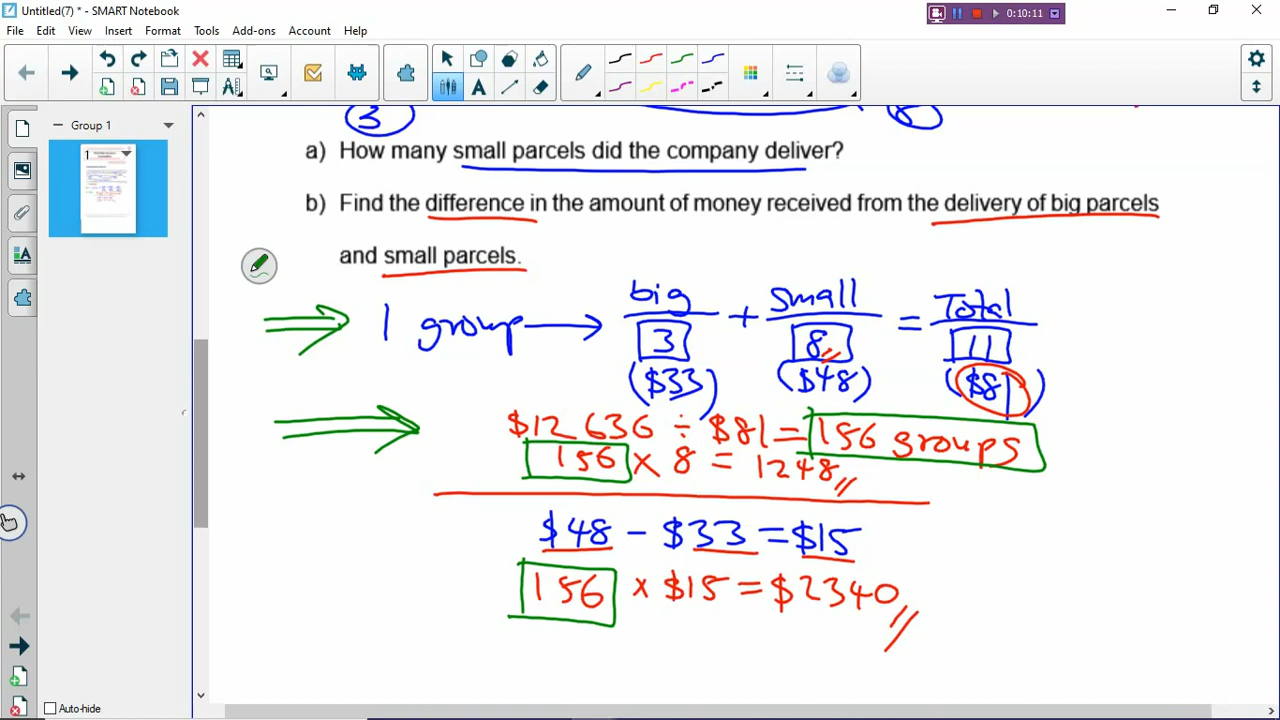 Untitled(7) * - SMART Notebook
0:10:11
File Edit View Insert Format Tools Add-ons Account Help
Group 1
1
3
8
a) How many small parcels did the company deliver?
b) Find the difference in the amount of money received from the delivery of big parcels
and small parcels.
big small Total
1 group → 3 + 8 = 11
($33) ($48) ($81)
$12 636 ÷ $81 = 156 groups
156 x 8 = 1248
$48 - $33 = $15
156 x $15 = $2340
Auto-hide